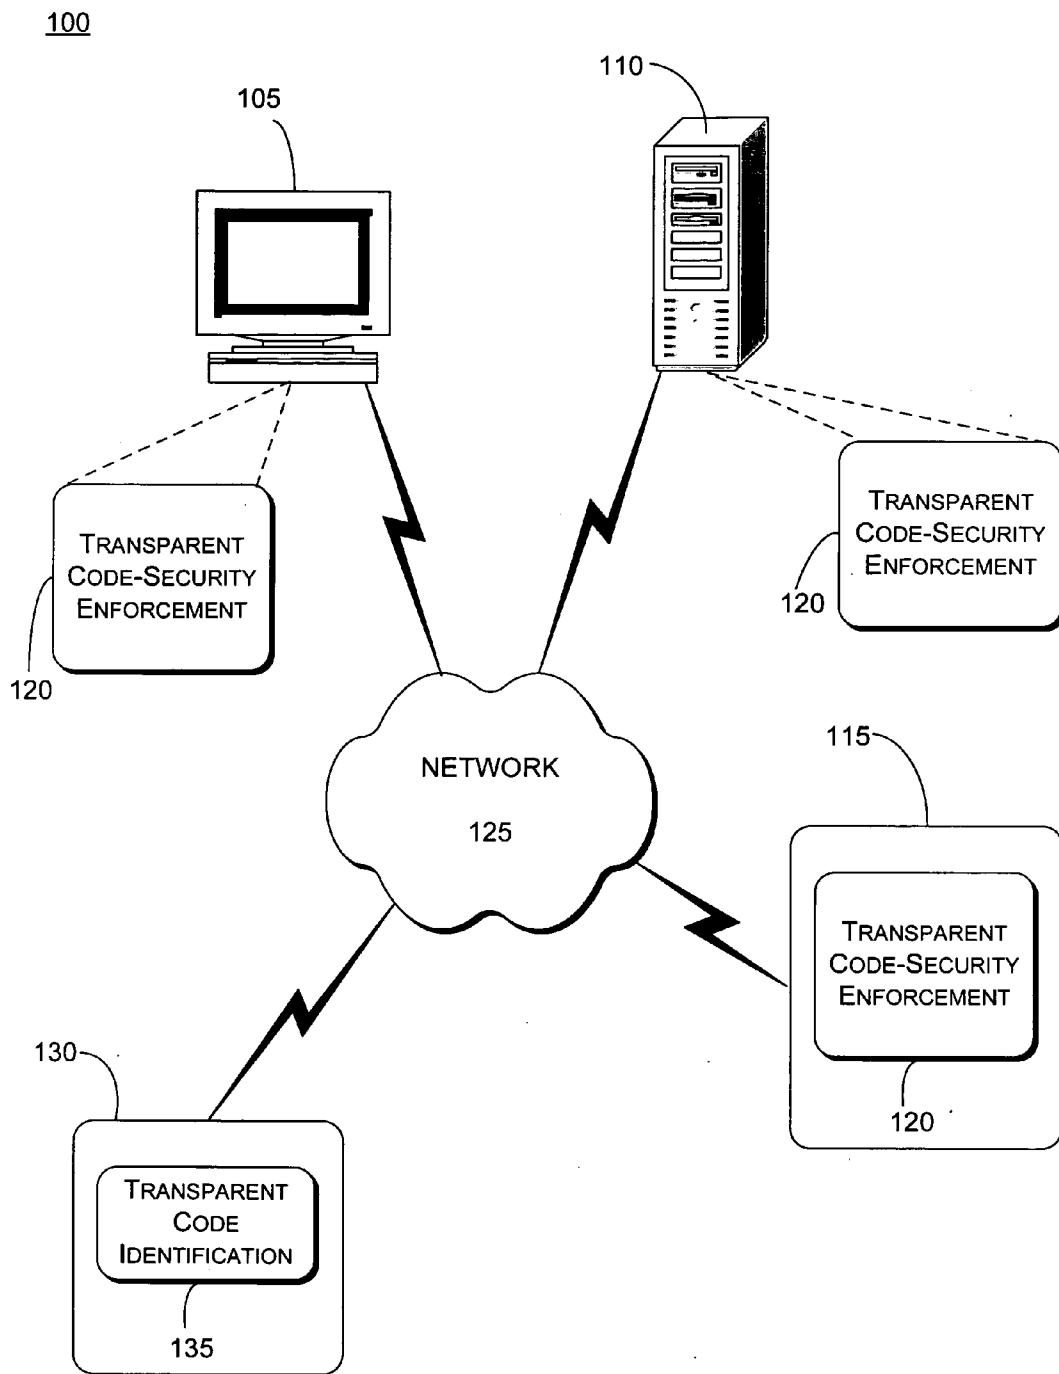 100
105
110
TRANSPARENT
CODE-SECURITY
ENFORCEMENT
120
TRANSPARENT
CODE-SECURITY
ENFORCEMENT
120
NETWORK
125
115
TRANSPARENT
CODE-SECURITY
ENFORCEMENT
120
130
TRANSPARENT
CODE
IDENTIFICATION
135